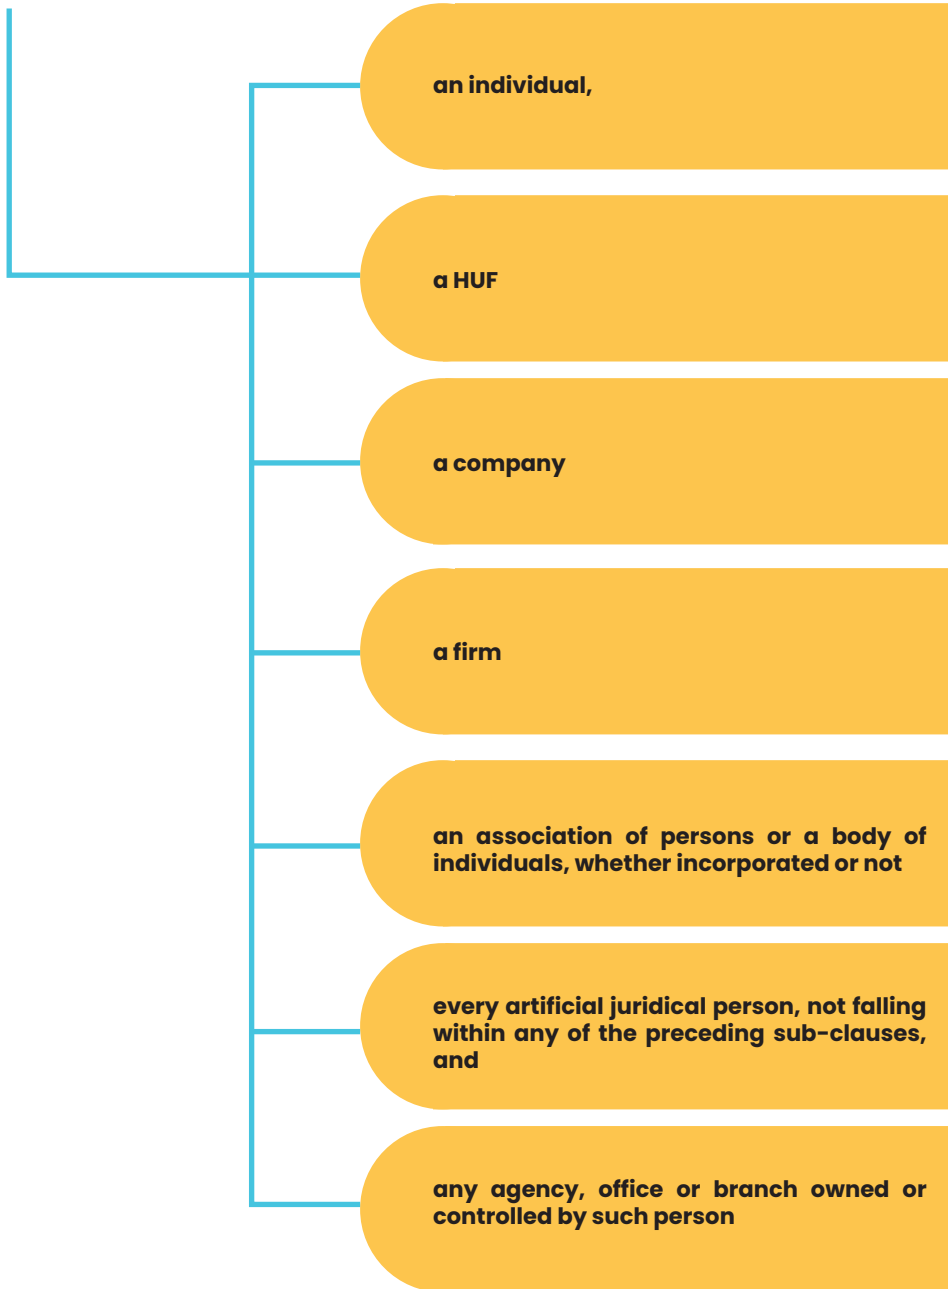 an individual,
a HUF
a company
a firm
an association of persons or a body of
individuals, whether incorporated or not
every artificial juridical person, not falling
within any of the preceding sub-clauses,
and
any agency, office or branch owned or
controlled by such person